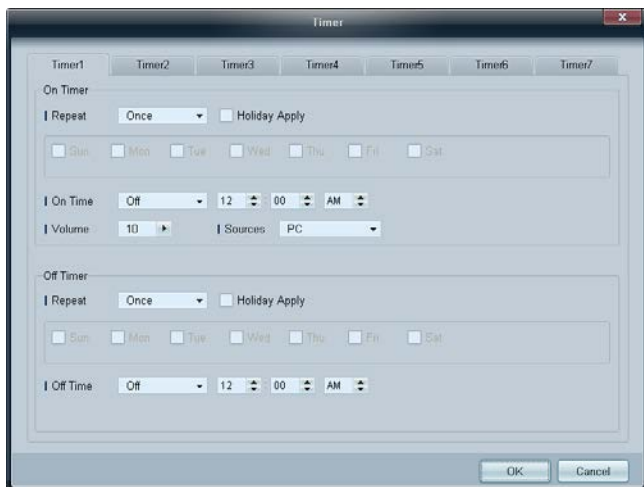 Timer
x
Timer1 Timer2 Timer3 Timer4 Timer5 Timer6 Timer7
On Timer
Repeat Once Holiday Apply
Sun Mon Tue Wed Thu Fri Sat
On Time Off 12 00 AM
Volume 10 Sources PC
Off Timer
Repeat Once Holiday Apply
Sun Mon Tue Wed Thu Fri Sat
Off Time Off 12 00 AM
OK Cancel